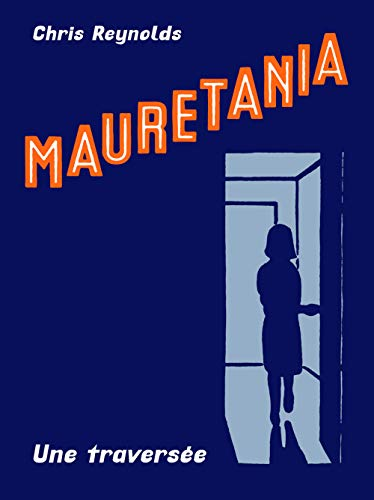 Chris Reynolds
MAURETANIA
Une traversée